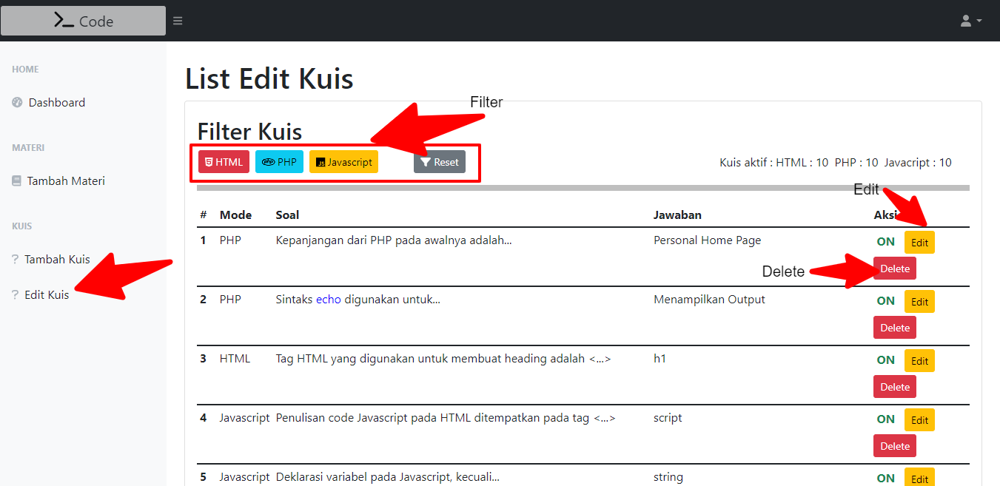 Code
HOME
Dashboard
MATERI
Tambah Materi
KUIS
? Tambah Kuis
? Edit Kuis
List Edit Kuis
Filter
Filter Kuis
HTML PHP JS Javascript Reset
Kuis aktif : HTML : 10 PHP : 10 Javacript : 10
Edit
# Mode Soal Jawaban Aksi
1 PHP Kepanjangan dari PHP pada awalnya adalah... Personal Home Page ON Edit
Delete Delete
2 PHP Sintaks echo digunakan untuk... Menampilkan Output ON Edit
Delete
3 HTML Tag HTML yang digunakan untuk membuat heading adalah <...> h1 ON Edit
Delete
4 Javascript Penulisan code Javascript pada HTML ditempatkan pada tag <...> script ON Edit
Delete
5 Javascript Deklarasi variabel pada Javascript, kecuali... string ON Edit